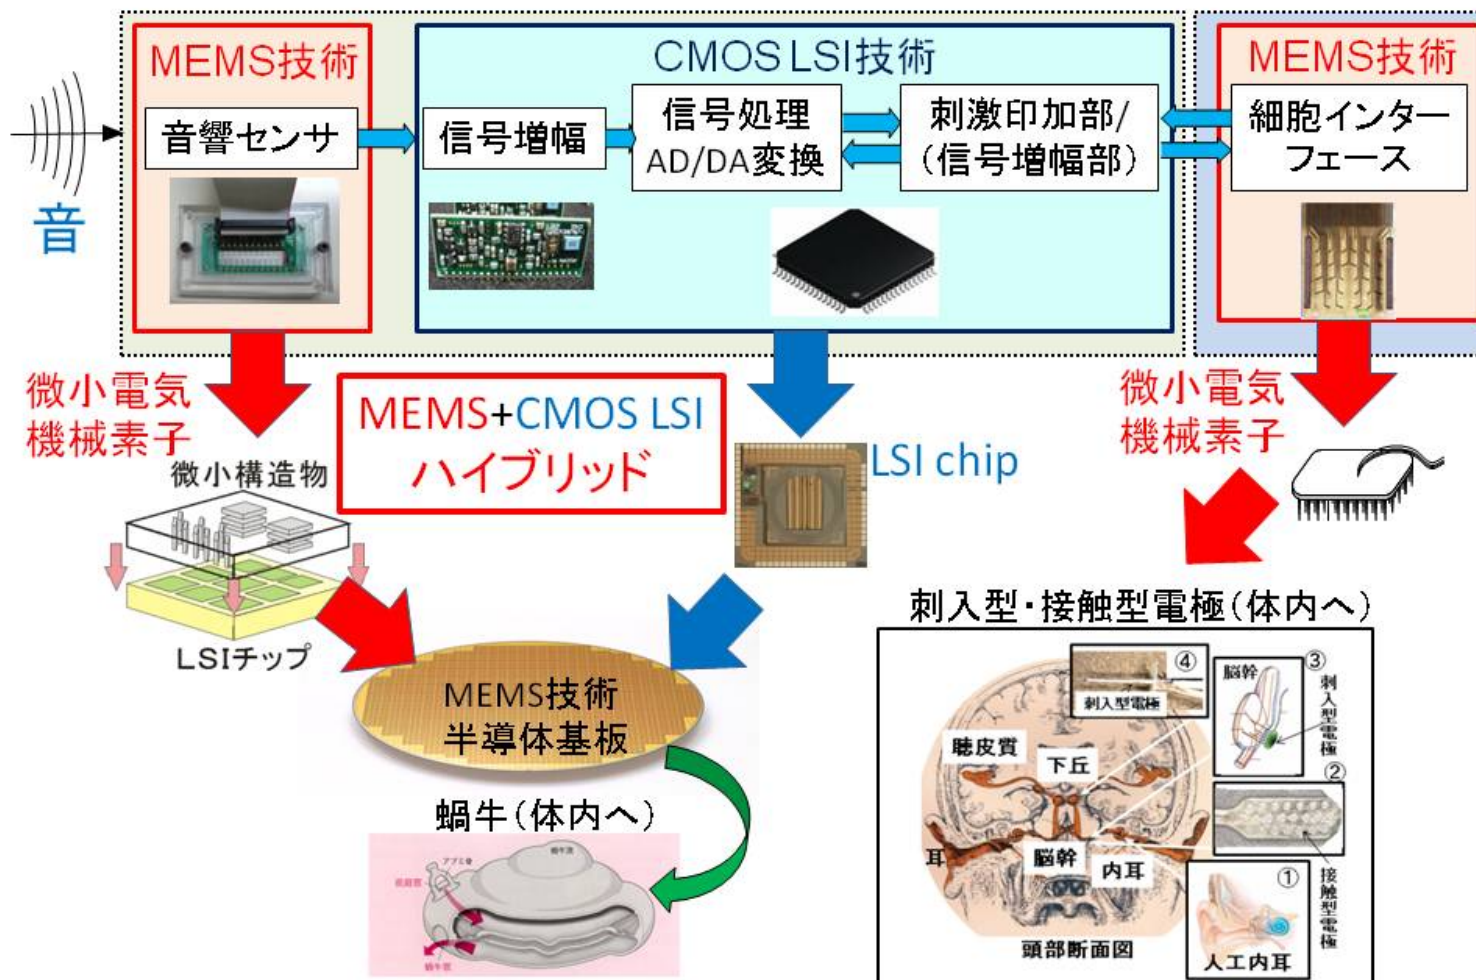 MEMS技術
CMOS LSI技術
MEMS技術
音響センサ
信号増幅
信号処理
AD/DA変換
刺激印加部/
(信号増幅部)
細胞インター
フェース
音
微小電気
機械素子
MEMS+CMOS LSI
ハイブリッド
LSI chip
微小電気
機械素子
微小構造物
LSIチップ
MEMS技術
半導体基板
蝸牛(体内へ)
アブミ骨
蝸牛窓
刺入型・接触型電極(体内へ)
④
刺入型電極
③
脳幹
刺入型電極
聴皮質
下丘
②
耳
脳幹
内耳
接触型電極
①
人工内耳
頭部断面図